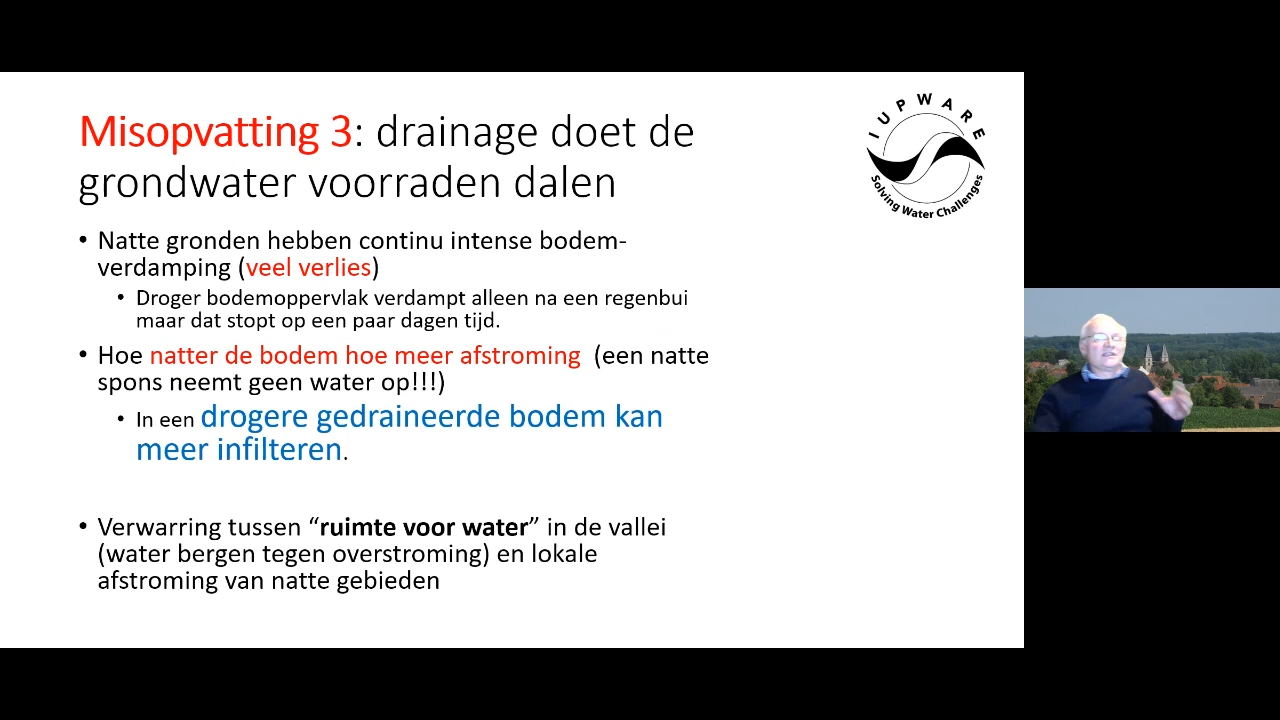 Misopvatting 3: drainage doet de
grondwater voorraden dalen
• Natte gronden hebben continu intense bodem-
verdamping (veel verlies)
• Droger bodemoppervlak verdampt alleen na een regenbui
maar dat stopt op een paar dagen tijd.
• Hoe natter de bodem hoe meer afstroming (een natte
spons neemt geen water op!!!)
• In een drogere gedraineerde bodem kan
meer infilteren.
• Verwarring tussen “ruimte voor water” in de vallei
(water bergen tegen overstroming) en lokale
afstroming van natte gebieden
IUPWARE
Solving Water Challenges